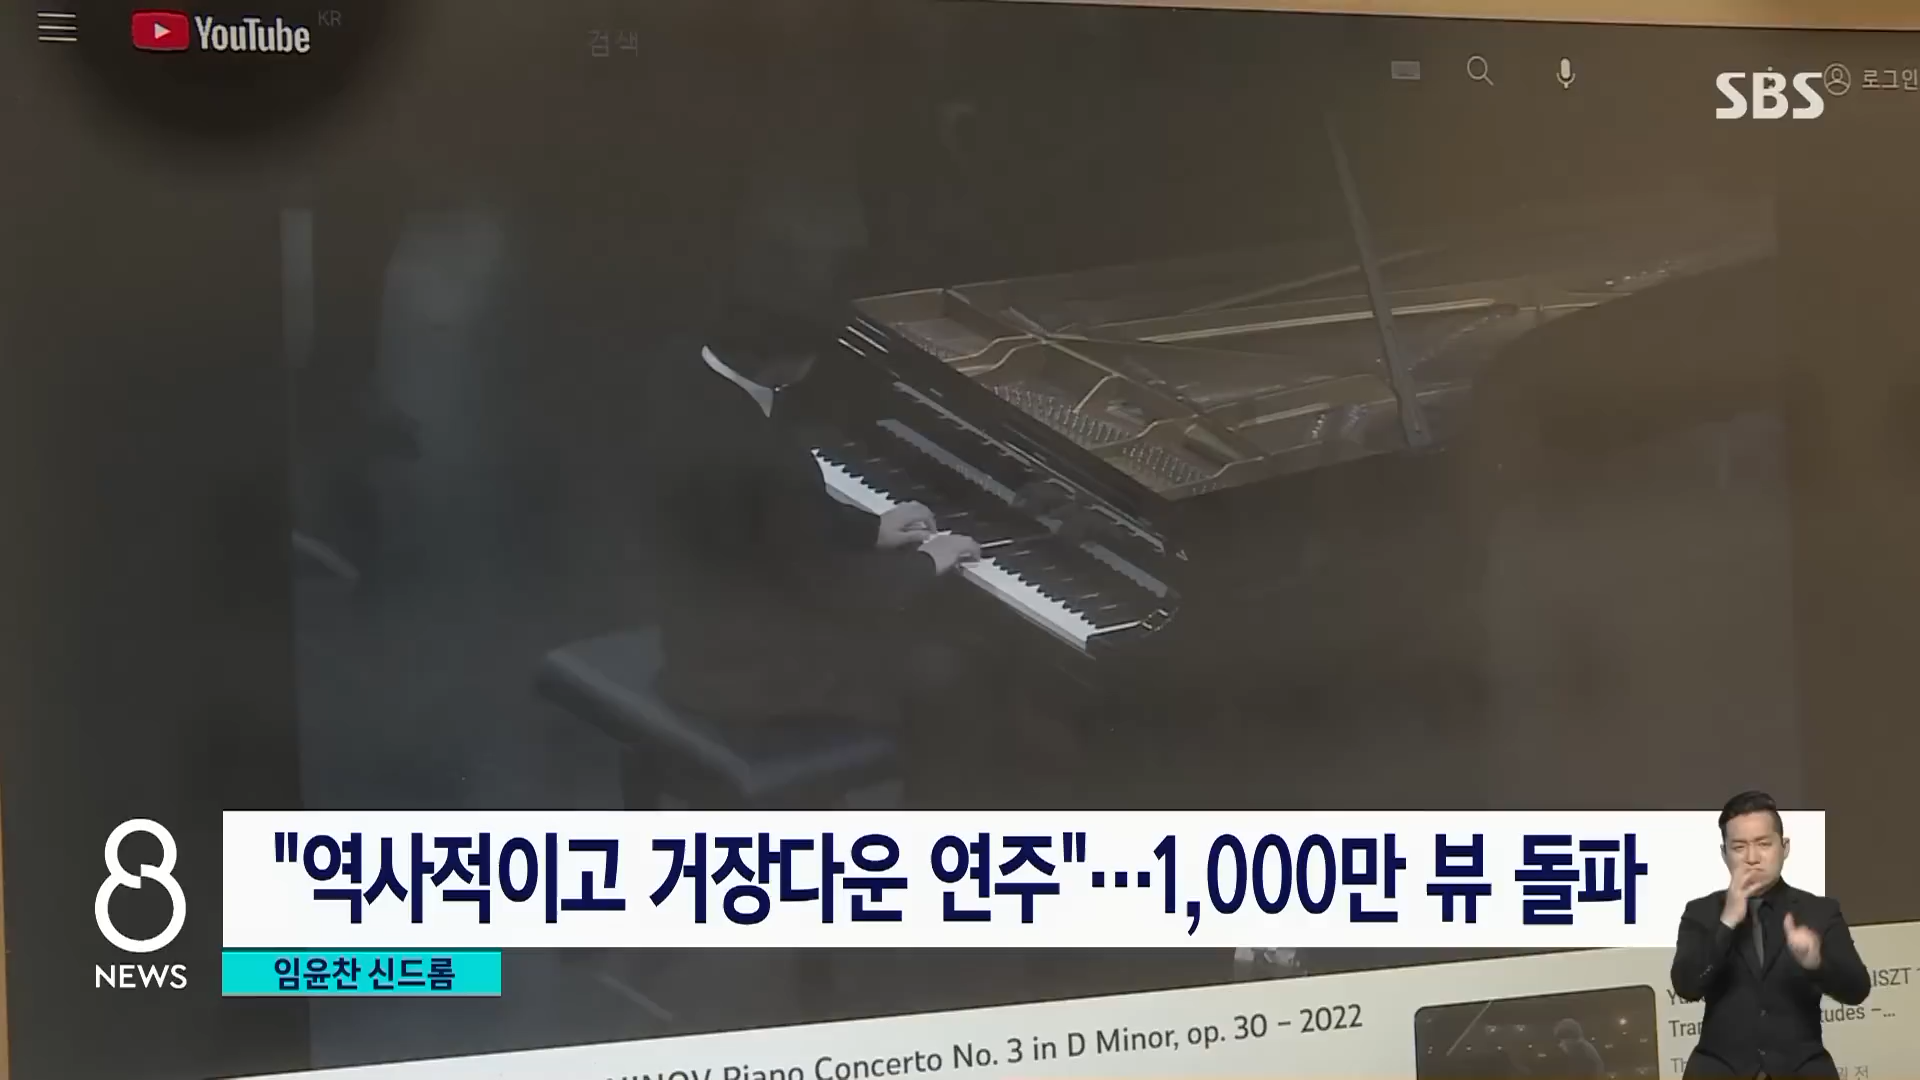 YouTube KR
검색
SBS
로그인
"역사적이고 거장다운 연주"…1,000만 뷰 돌파
8
NEWS
임윤찬 신드롬
Piano Concerto No. 3 in D Minor, op. 30 – 2022